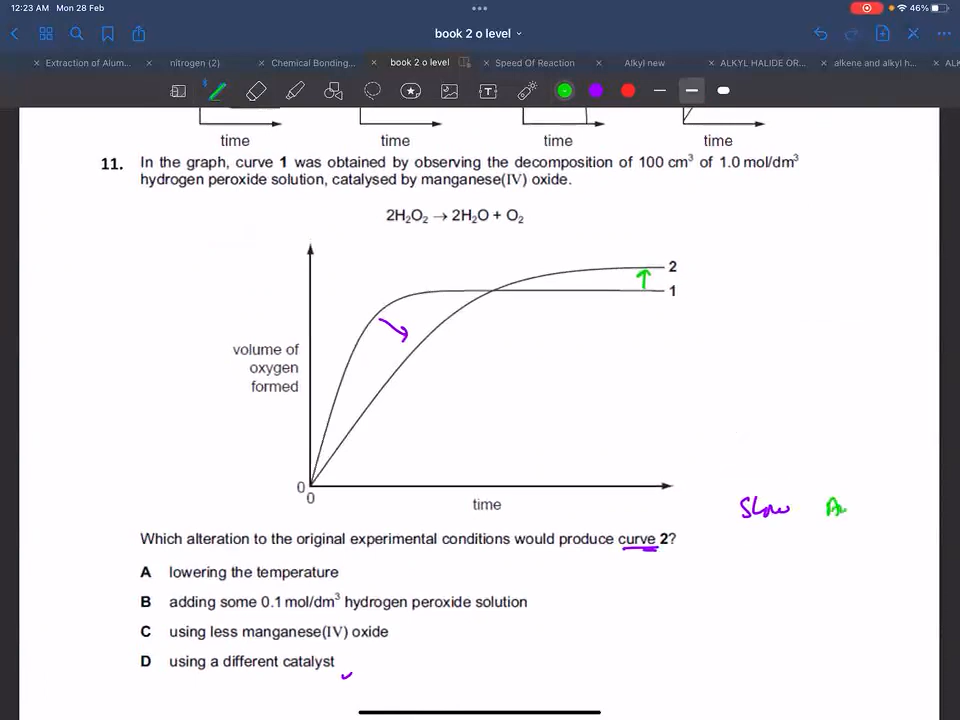 12:23 AM Mon 28 Feb
46%
book 2 o level
Extraction of Alum...
nitrogen (2)
Chemical Bonding...
book 2 o level
Speed Of Reaction
Alkyl new
ALKYL HALIDE OR...
alkene and alkyl h...
time
time
time
time
11. In the graph, curve 1 was obtained by observing the decomposition of 100 cm³ of 1.0 mol/dm³
hydrogen peroxide solution, catalysed by manganese(IV) oxide.
2H₂O₂ → 2H₂O + O₂
2
1
volume of
oxygen
formed
0
0
time
Slow
Which alteration to the original experimental conditions would produce curve 2?
A lowering the temperature
B adding some 0.1 mol/dm³ hydrogen peroxide solution
C using less manganese(IV) oxide
D using a different catalyst